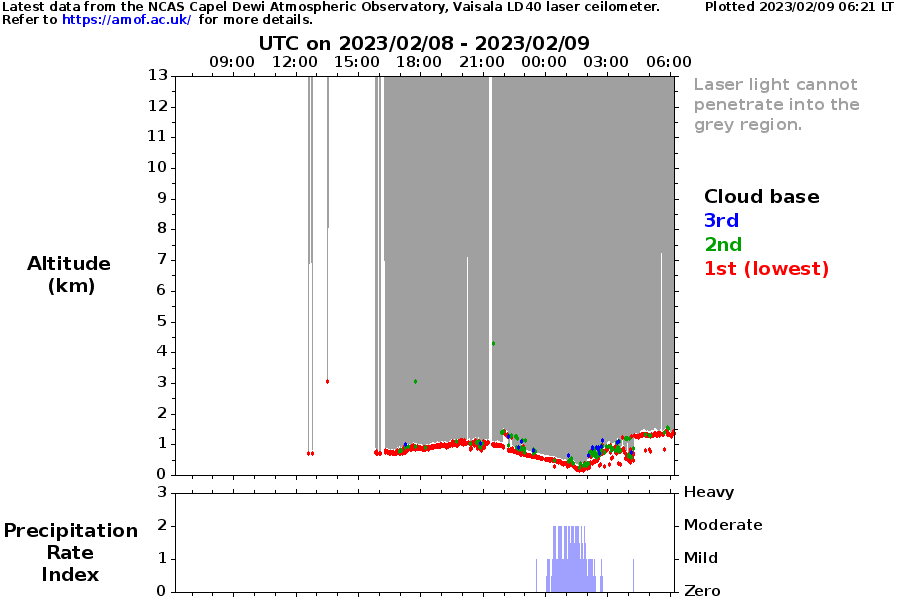 Latest data from the NCAS Capel Dewi Atmospheric Observatory, Vaisala LD40 laser ceilometer. Plotted 2023/02/09 06:21 LT
Refer to https://amof.ac.uk/ for more details.
UTC on 2023/02/08 - 2023/02/09
09:00 12:00 15:00 18:00 21:00 00:00 03:00 06:00
13
12
11
10
9
8
7
6
5
4
3
2
1
0
Altitude
(km)
Laser light cannot
penetrate into the
grey region.
Cloud base
3rd
2nd
1st (lowest)
3 Heavy
2 Moderate
1 Mild
0 Zero
Precipitation
Rate
Index